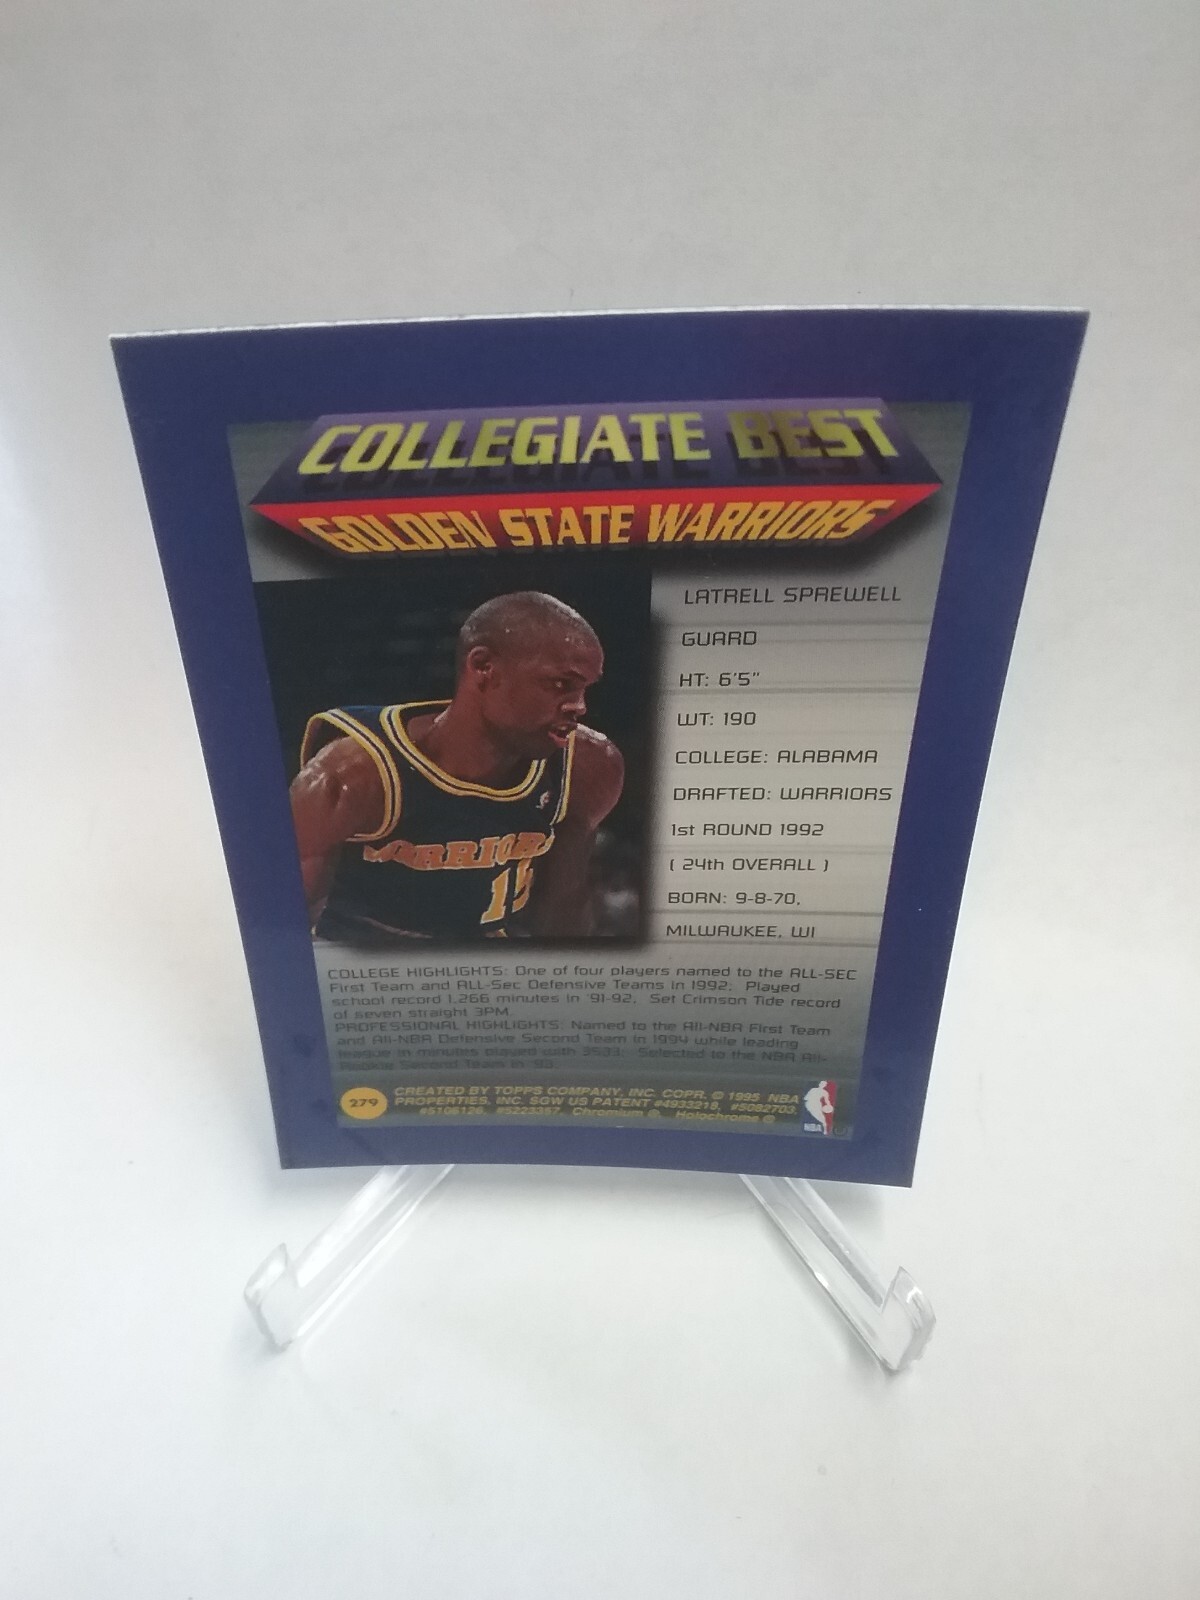 COLLEGIATE BEST
GOLDEN STATE WARRIORS
LATRELL SPREWELL
GUARD
HT: 6'5"
WT: 190
COLLEGE: ALABAMA
DRAFTED: WARRIORS
1st ROUND 1992
( 24th OVERALL )
BORN: 9-8-70,
MILWAUKEE, WI
WARRIORS
15
COLLEGE HIGHLIGHTS: One of four players named to the ALL-SEC
First Team and ALL-Sec Defensive Teams in 1992. Played
school record 1,266 minutes in '91-92. Set Crimson Tide record
of seven straight 3PM.
PROFESSIONAL HIGHLIGHTS: Named to the All-NBA First Team
and All-NBA Defensive Second Team in 1994 while leading
league in minutes played with 3533. Selected to the NBA All-
Rookie Second Team in '93.
279
CREATED BY TOPPS COMPANY, INC. COPR. © 1995 NBA
PROPERTIES, INC. SGW US PATENT #4933218, #5082703,
#5106126, #5223357, Chromium ®, Holochrome ®
NBA